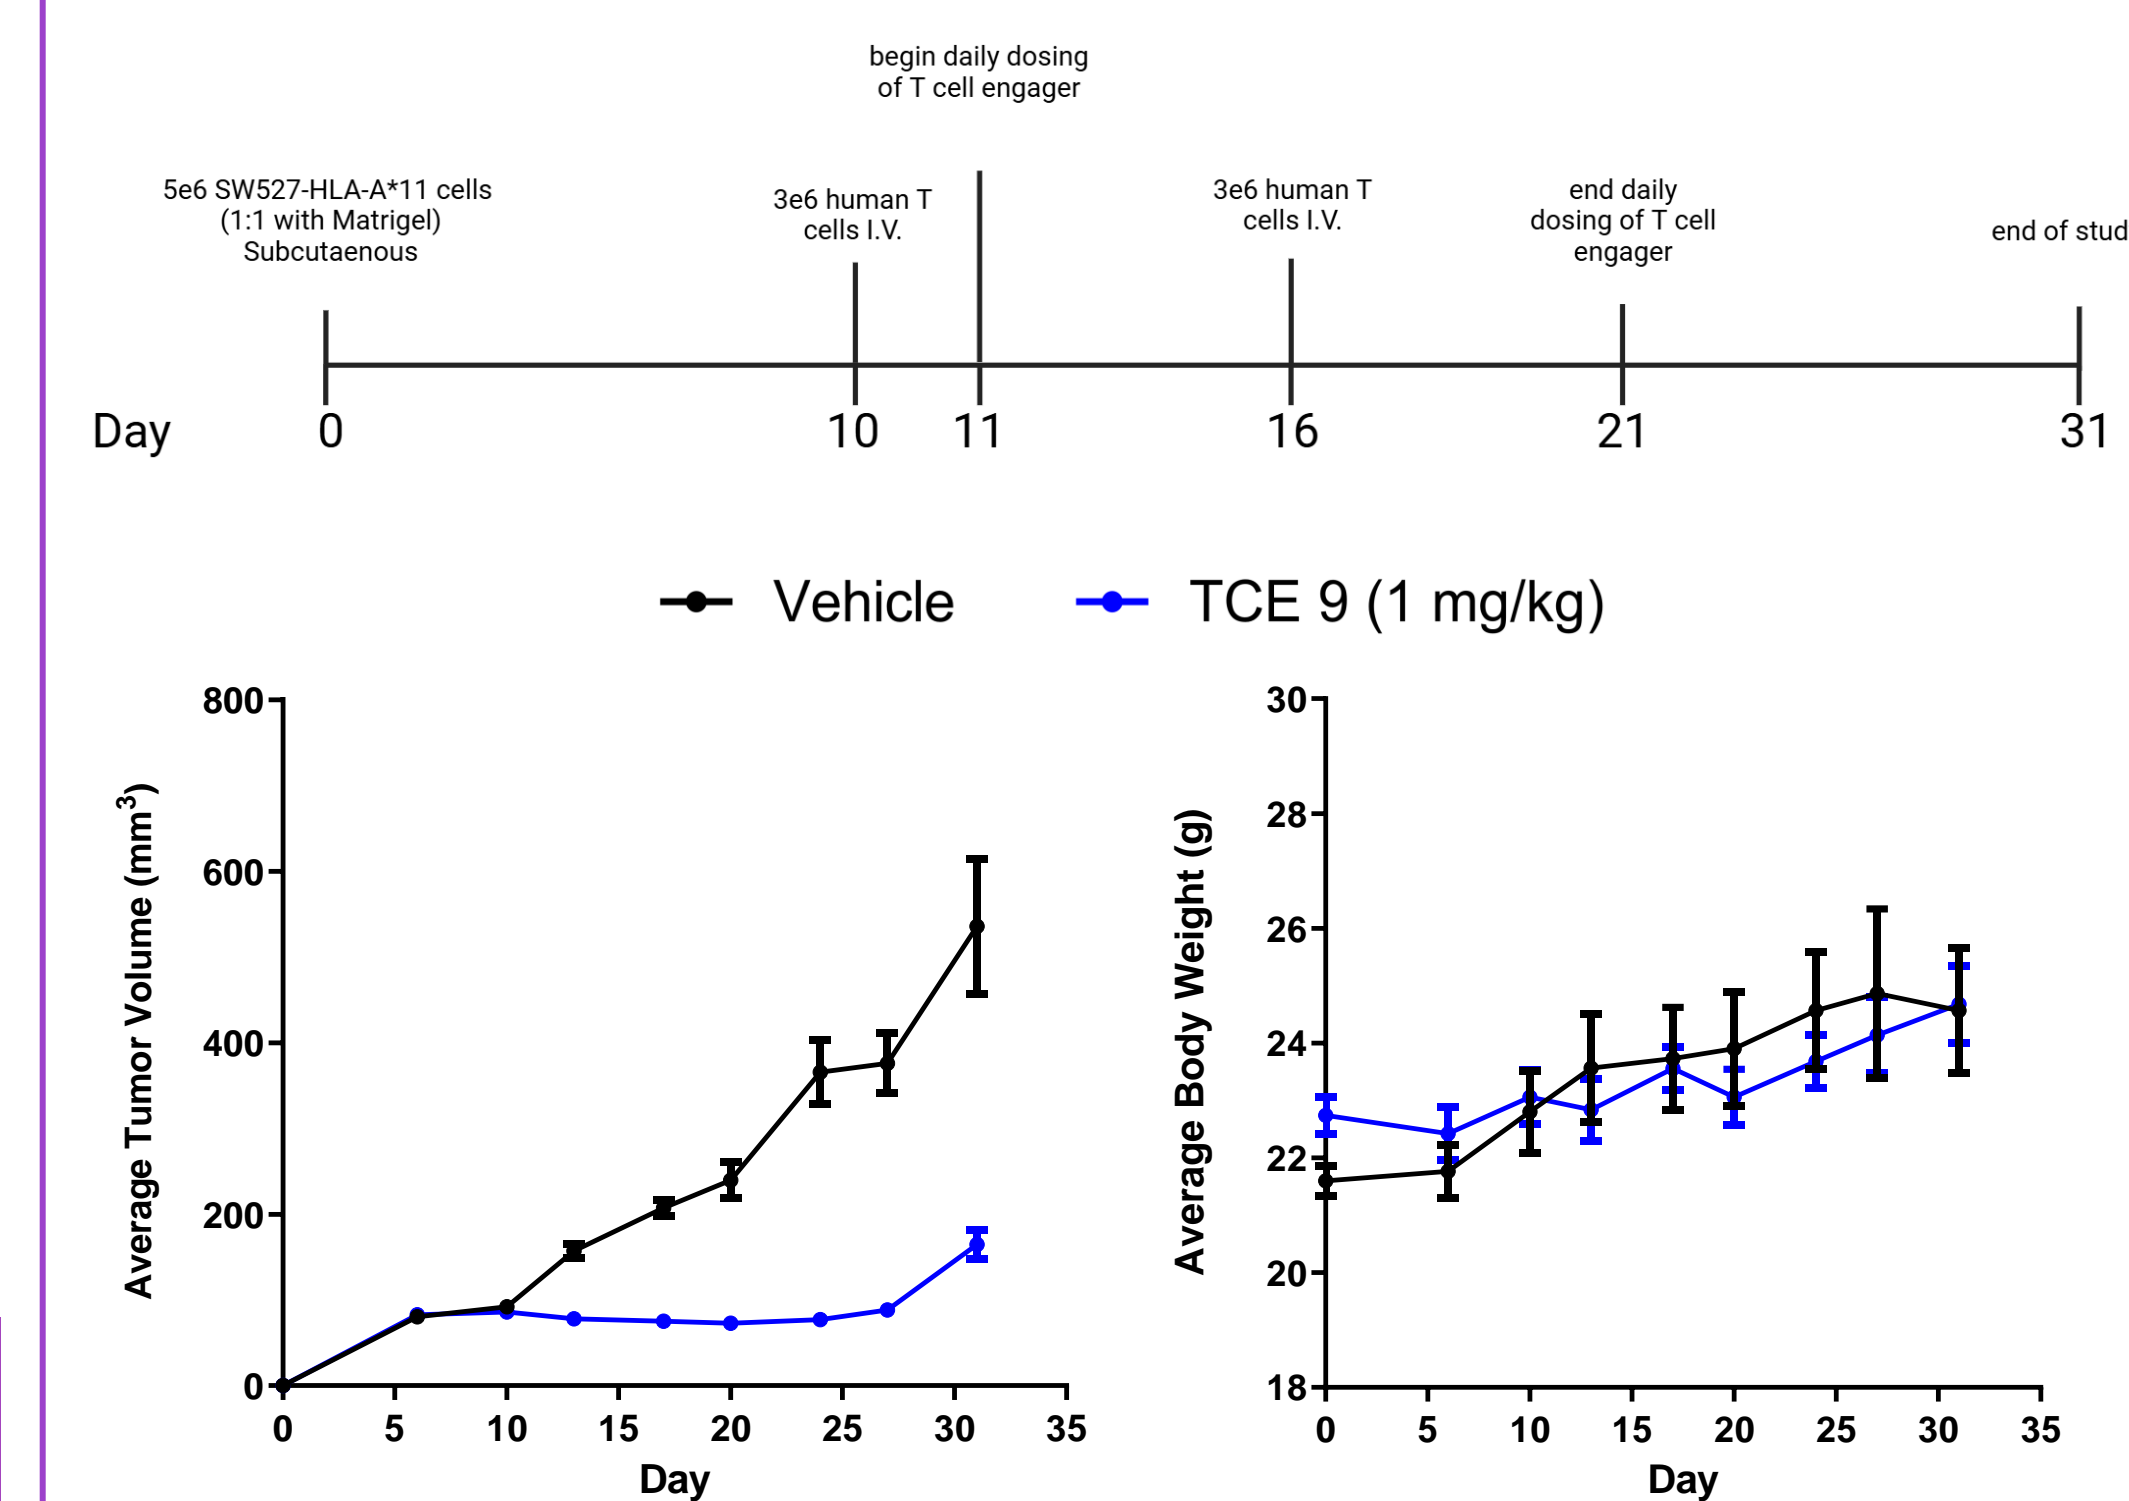 begin daily dosing
of T cell engager
5e6 SW527-HLA-A*11 cells
(1:1 with Matrigel)
Subcutaenous
3e6 human T
cells I.V.
3e6 human T
cells I.V.
end daily
dosing of T cell
engager
end of stud
Day 0 10 11 16 21 31
Vehicle TCE 9 (1 mg/kg)
Average Tumor Volume (mm³)
800
600
400
200
0
0 5 10 15 20 25 30 35
Day
Average Body Weight (g)
30
28
26
24
22
20
18
0 5 10 15 20 25 30 35
Day